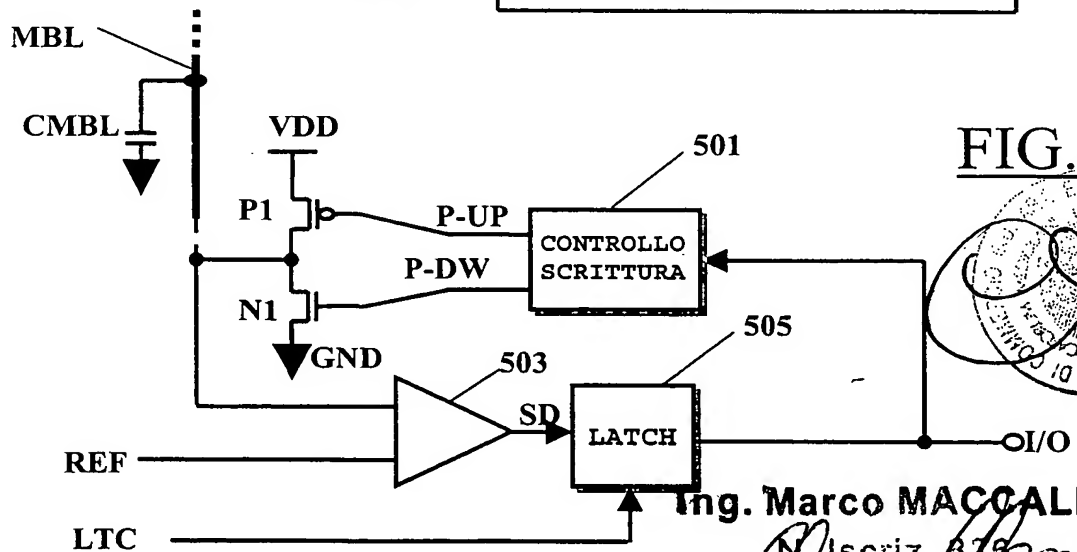 MBL
CMBL
VDD
501
FIG.
P1
P-UP
CONTROLLO
SCRITTURA
P-DW
N1
GND
503
505
SD
LATCH
I/O
REF
LTC
Ing. Marco